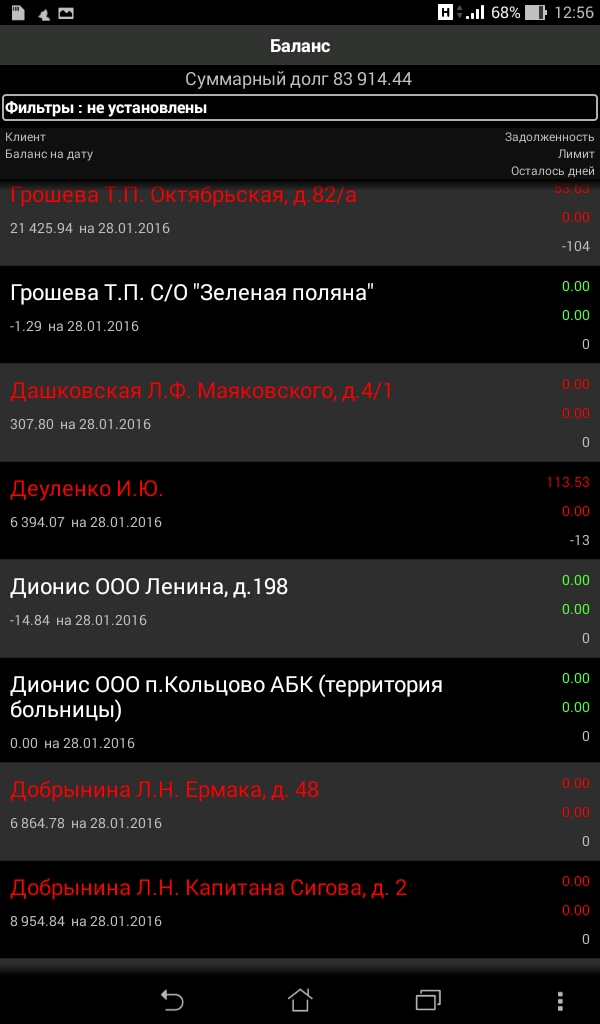 H 68% 12:56
Баланс
Суммарный долг 83 914.44
Фильтры : не установлены
Клиент Задолженность
Баланс на дату Лимит
Осталось дней
Грошева Т.П. Октябрьская, д.82/а 53.63
0.00
21 425.94 на 28.01.2016
-104
Грошева Т.П. С/О "Зеленая поляна" 0.00
0.00
-1.29 на 28.01.2016
0
Дашковская Л.Ф. Маяковского, д.4/1 0.00
0.00
307.80 на 28.01.2016
0
Деуленко И.Ю. 113.53
0.00
6 394.07 на 28.01.2016
-13
Дионис ООО Ленина, д.198 0.00
0.00
-14.84 на 28.01.2016
0
Дионис ООО п.Кольцово АБК (территория 0.00
больницы) 0.00
0.00 на 28.01.2016 0
Добрынина Л.Н. Ермака, д. 48 0.00
0.00
6 864.78 на 28.01.2016
0
Добрынина Л.Н. Капитана Сигова, д. 2 0.00
0.00
8 954.84 на 28.01.2016
0